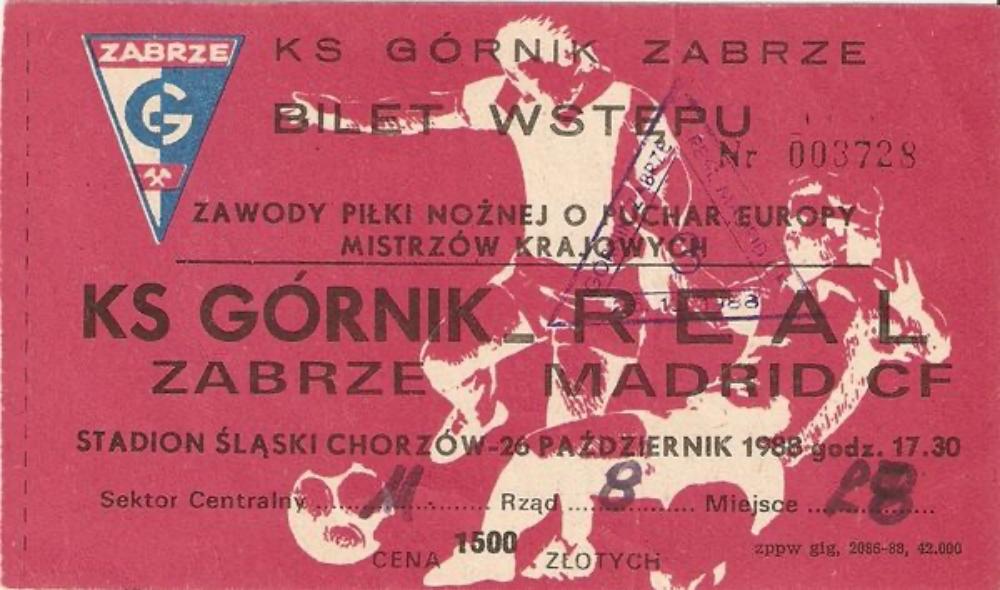 ZABRZE
G
KS GÓRNIK ZABRZE
BILET WSTĘPU
Nr 003728
ZAWODY PIŁKI NOŻNEJ O PUCHAR EUROPY
MISTRZÓW KRAJOWYCH
KS GÓRNIK - REAL
ZABRZE MADRID CF
STADION ŚLĄSKI CHORZÓW-26 PAŹDZIERNIK 1988 godz. 17.30
Sektor Centralny 11 Rząd 8 Miejsce 28
CENA 1500 ZŁOTYCH
zppw glg, 2086-88, 42.000